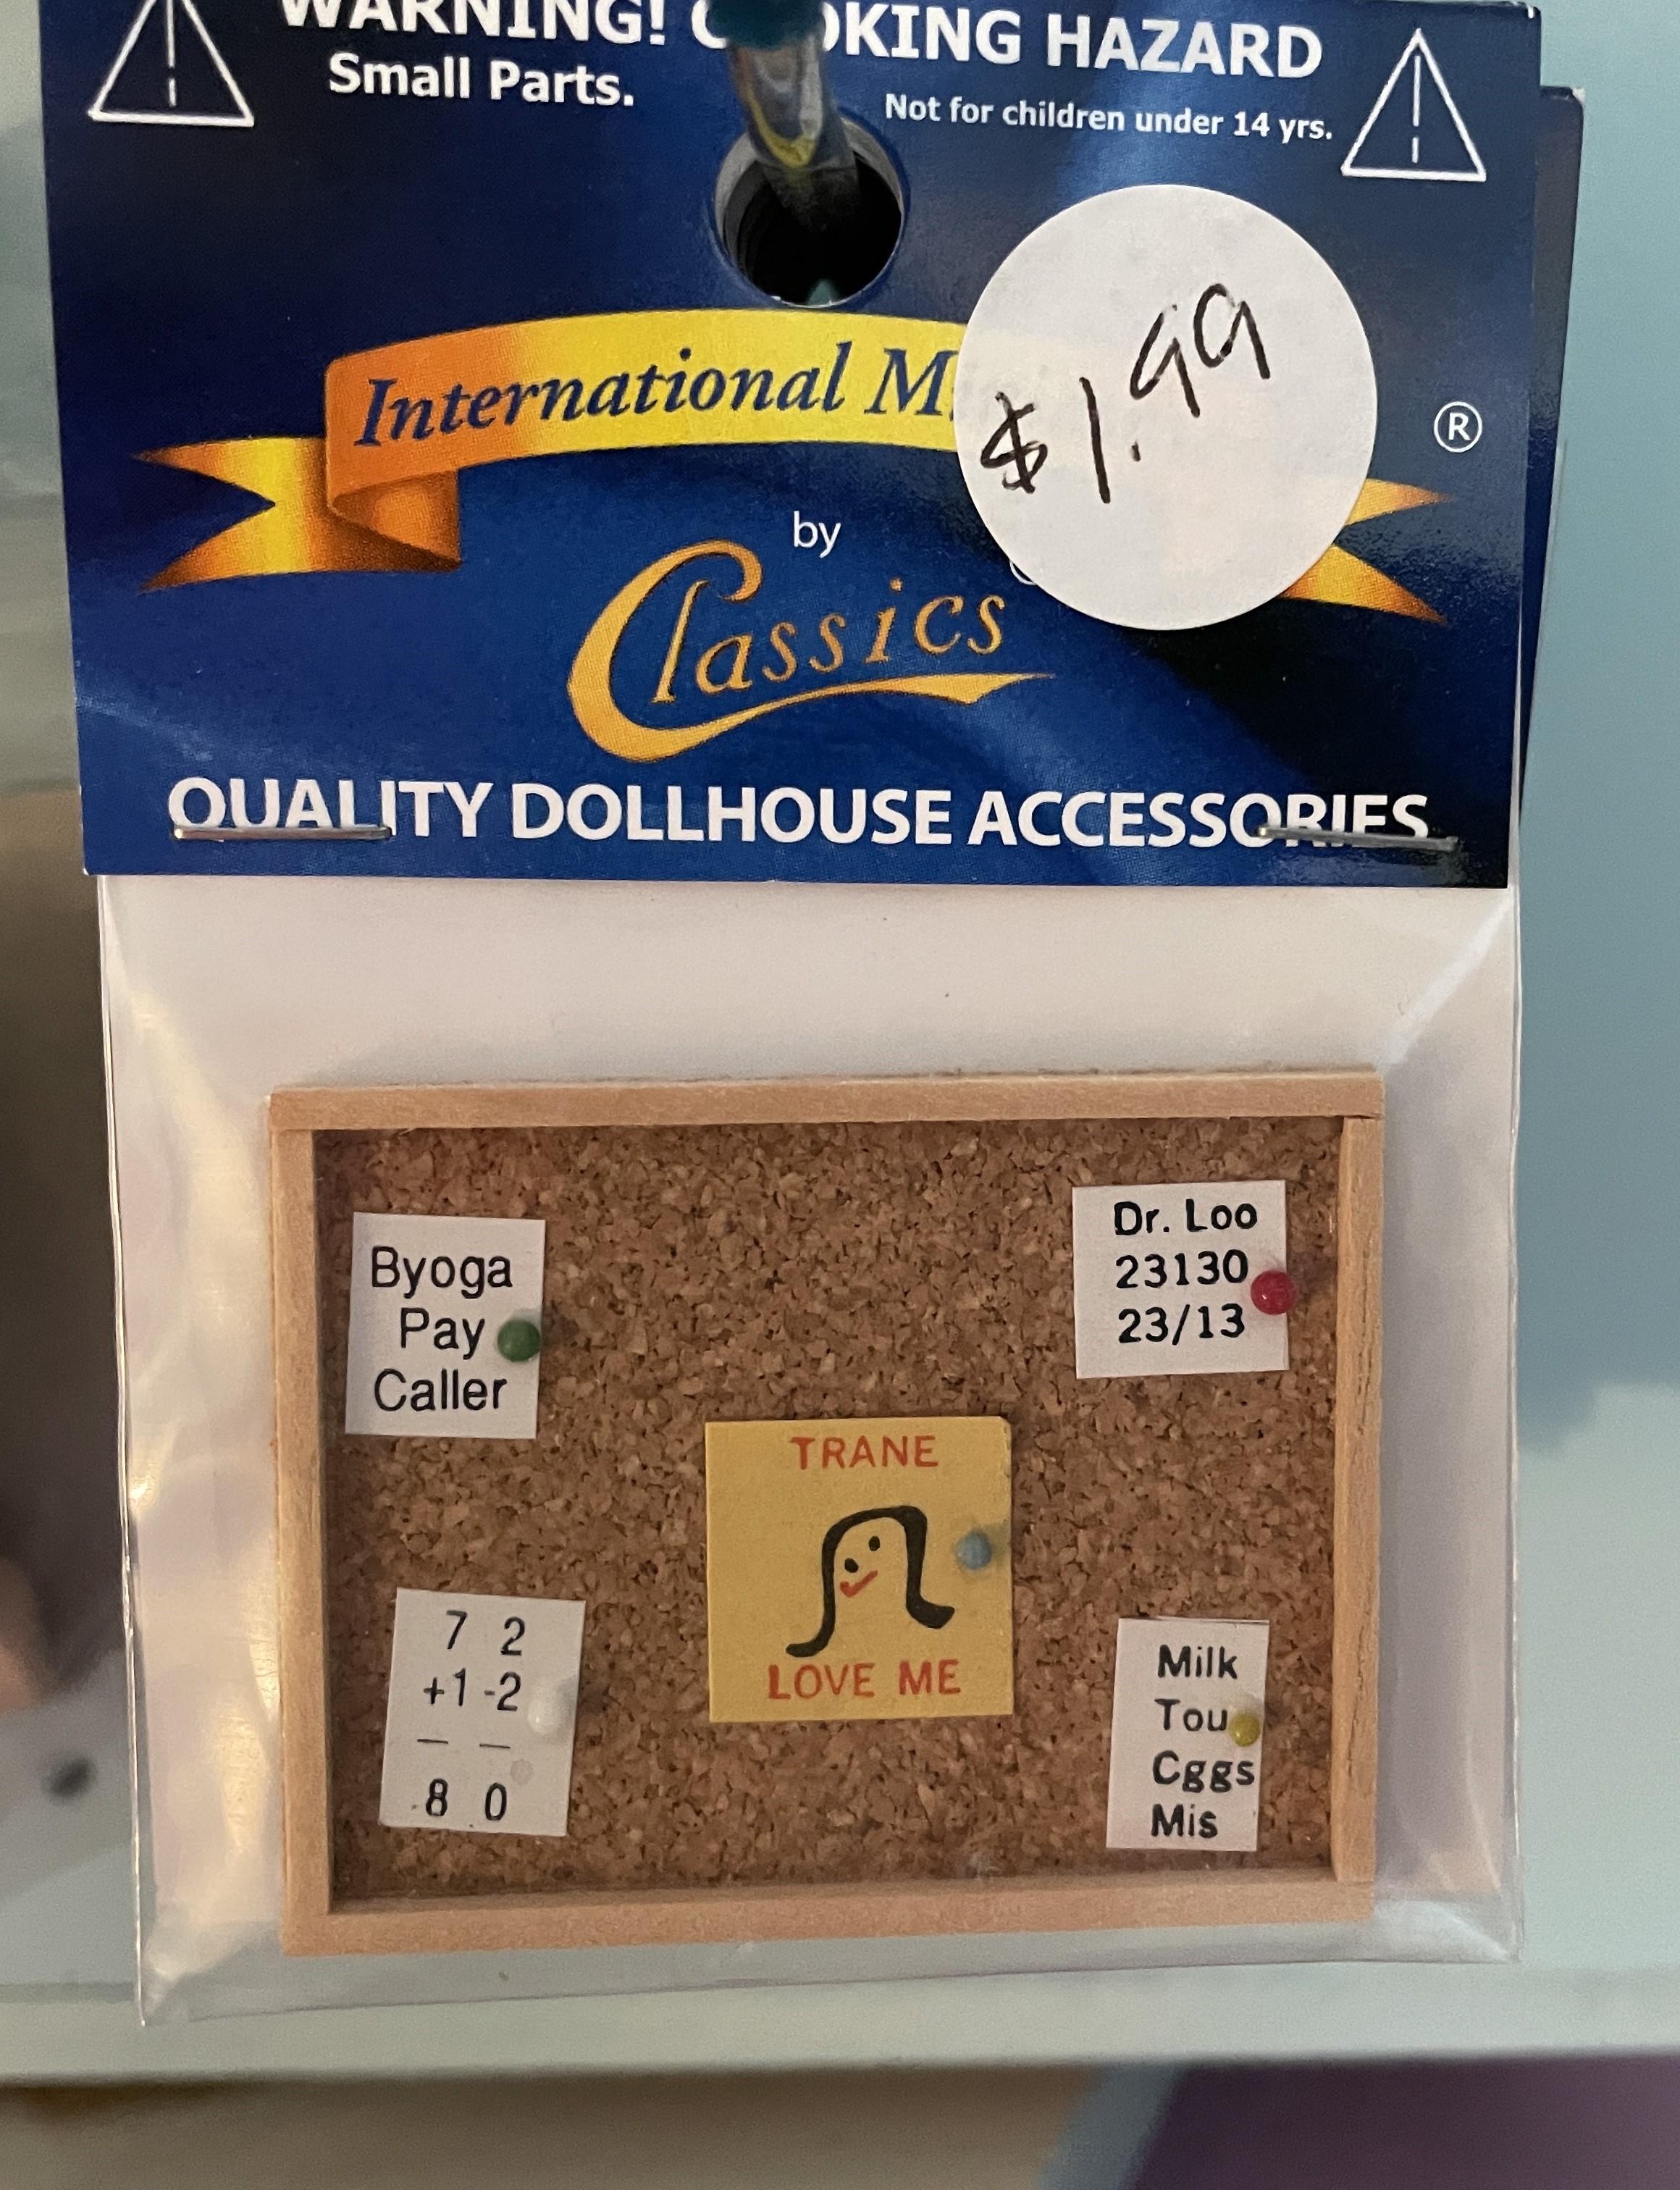 WARNING! CHOKING HAZARD
Small Parts.
Not for children under 14 yrs.
$1.99
International
®
by
Classics
QUALITY DOLLHOUSE ACCESSORIES
Byoga
Pay
Caller
Dr. Loo
23130
23/13
TRANE
LOVE ME
7 2
+1 -2
8 0
Milk
Tou
Cggs
Mis